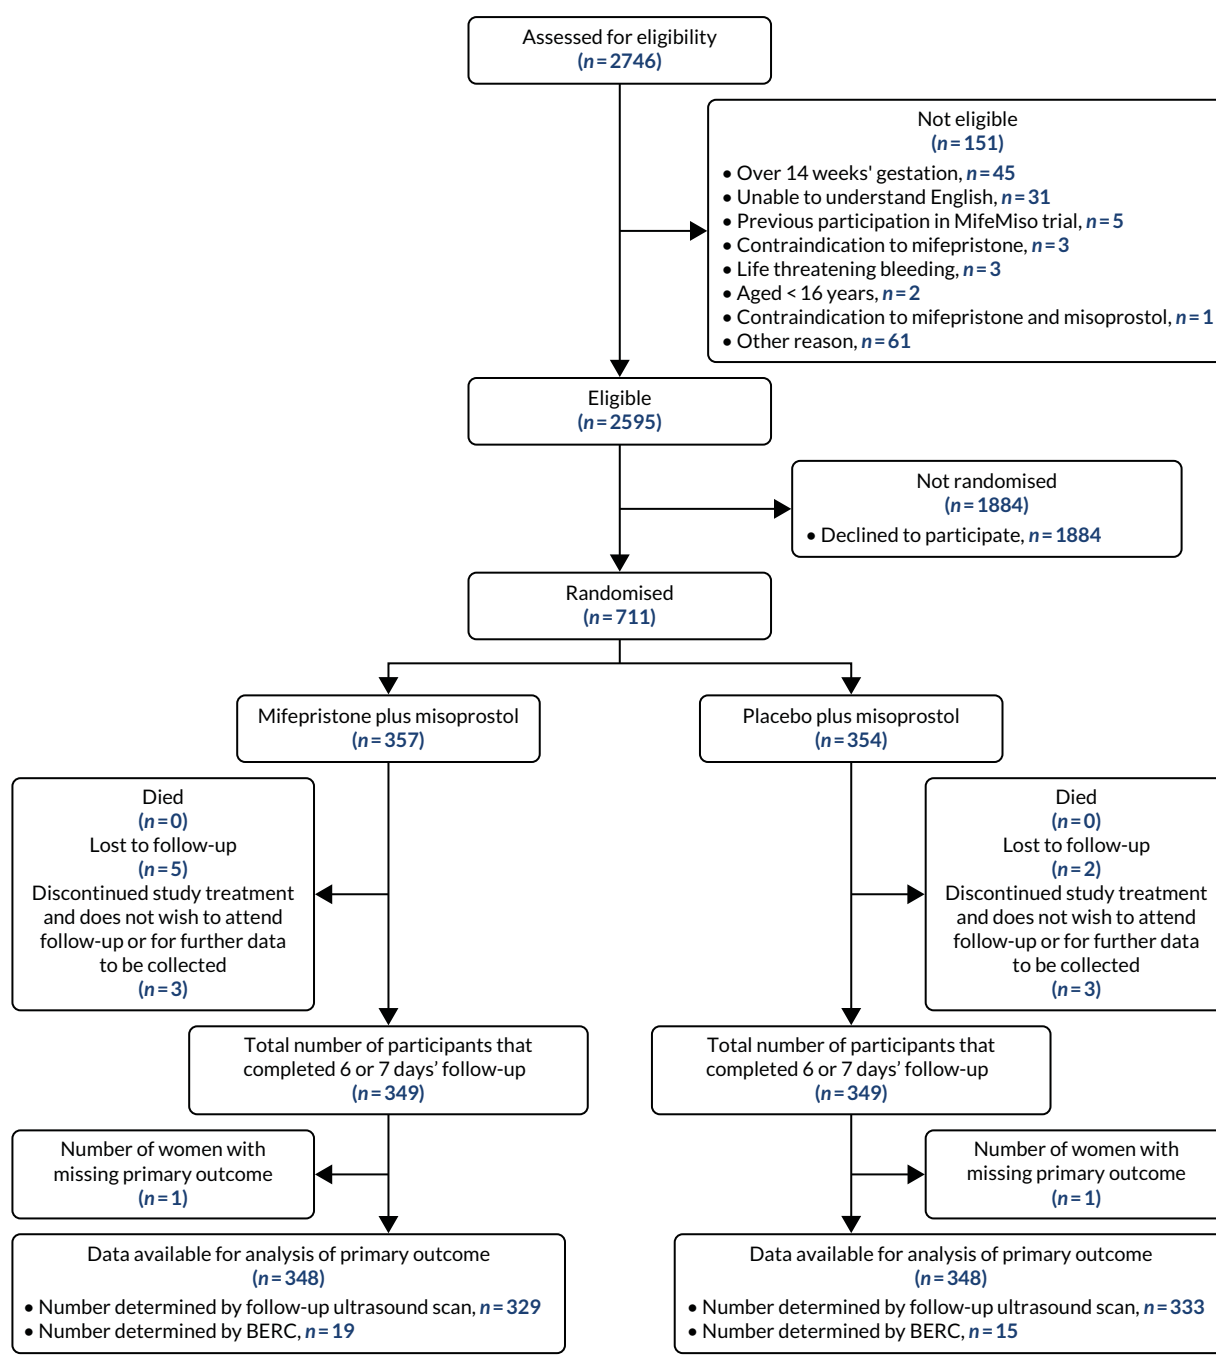 Assessed for eligibility
(n=2746)
Not eligible
(n=151)
• Over 14 weeks' gestation, n=45
• Unable to understand English, n=31
• Previous participation in MifeMiso trial, n=5
• Contraindication to mifepristone, n=3
• Life threatening bleeding, n=3
• Aged <16 years, n=2
• Contraindication to mifepristone and misoprostol, n=1
• Other reason, n=61
Eligible
(n=2595)
Not randomised
(n=1884)
• Declined to participate, n=1884
Randomised
(n=711)
Mifepristone plus misoprostol
(n=357)
Placebo plus misoprostol
(n=354)
Died
(n=0)
Lost to follow-up
(n=5)
Discontinued study treatment
and does not wish to attend
follow-up or for further data
to be collected
(n=3)
Died
(n=0)
Lost to follow-up
(n=2)
Discontinued study treatment
and does not wish to attend
follow-up or for further data
to be collected
(n=3)
Total number of participants that
completed 6 or 7 days’ follow-up
(n=349)
Total number of participants that
completed 6 or 7 days’ follow-up
(n=349)
Number of women with
missing primary outcome
(n=1)
Number of women with
missing primary outcome
(n=1)
Data available for analysis of primary outcome
(n=348)
• Number determined by follow-up ultrasound scan, n=329
• Number determined by BERC, n=19
Data available for analysis of primary outcome
(n=348)
• Number determined by follow-up ultrasound scan, n=333
• Number determined by BERC, n=15